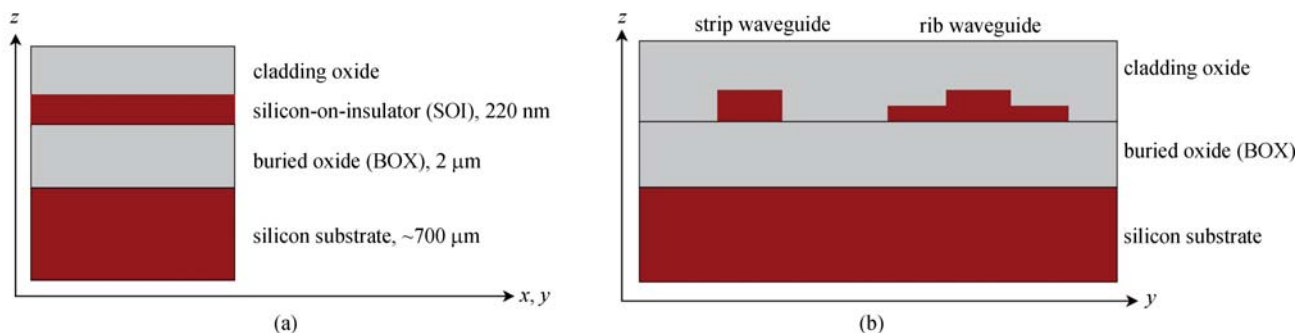 z
cladding oxide
silicon-on-insulator (SOI), 220 nm
buried oxide (BOX), 2 μm
silicon substrate, ~700 μm
x, y
(a)
strip waveguide
rib waveguide
z
cladding oxide
buried oxide (BOX)
silicon substrate
y
(b)